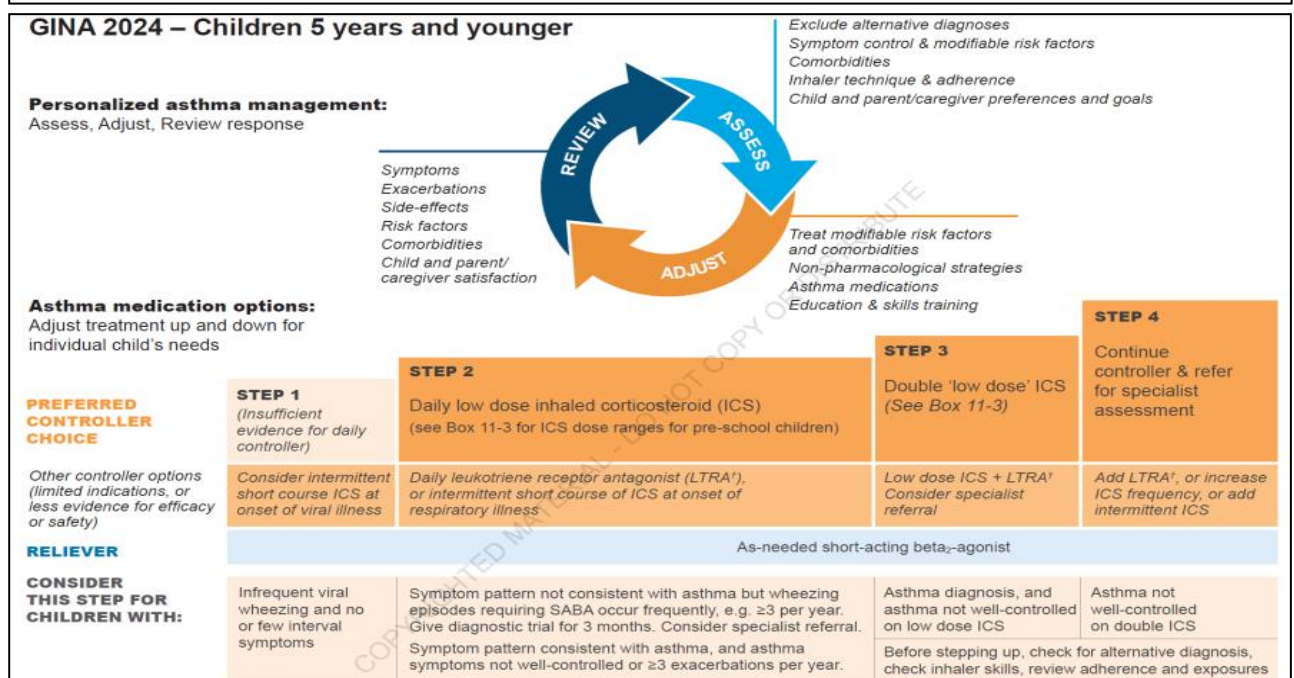 GINA 2024 – Children 5 years and younger
Personalized asthma management:
Assess, Adjust, Review response
Exclude alternative diagnoses
Symptom control & modifiable risk factors
Comorbidities
Inhaler technique & adherence
Child and parent/caregiver preferences and goals
REVIEW
ASSESS
ADJUST
Symptoms
Exacerbations
Side-effects
Risk factors
Comorbidities
Child and parent/
caregiver satisfaction
Treat modifiable risk factors
and comorbidities
Non-pharmacological strategies
Asthma medications
Education & skills training
Asthma medication options:
Adjust treatment up and down for
individual child's needs
PREFERRED
CONTROLLER
CHOICE
STEP 1
(Insufficient
evidence for daily
controller)
STEP 2
Daily low dose inhaled corticosteroid (ICS)
(see Box 11-3 for ICS dose ranges for pre-school children)
STEP 3
Double 'low dose' ICS
(See Box 11-3)
STEP 4
Continue
controller & refer
for specialist
assessment
Other controller options
(limited indications, or
less evidence for efficacy
or safety)
Consider intermittent
short course ICS at
onset of viral illness
Daily leukotriene receptor antagonist (LTRA†),
or intermittent short course of ICS at onset of
respiratory illness
Low dose ICS + LTRA†
Consider specialist
referral
Add LTRA†, or increase
ICS frequency, or add
intermittent ICS
RELIEVER
As-needed short-acting beta₂-agonist
CONSIDER
THIS STEP FOR
CHILDREN WITH:
Infrequent viral
wheezing and no
or few interval
symptoms
Symptom pattern not consistent with asthma but wheezing
episodes requiring SABA occur frequently, e.g. ≥3 per year.
Give diagnostic trial for 3 months. Consider specialist referral.
Symptom pattern consistent with asthma, and asthma
symptoms not well-controlled or ≥3 exacerbations per year.
Asthma diagnosis, and
asthma not well-controlled
on low dose ICS
Asthma not
well-controlled
on double ICS
Before stepping up, check for alternative diagnosis,
check inhaler skills, review adherence and exposures
COPYRIGHTED MATERIAL - DO NOT COPY OR DISTRIBUTE